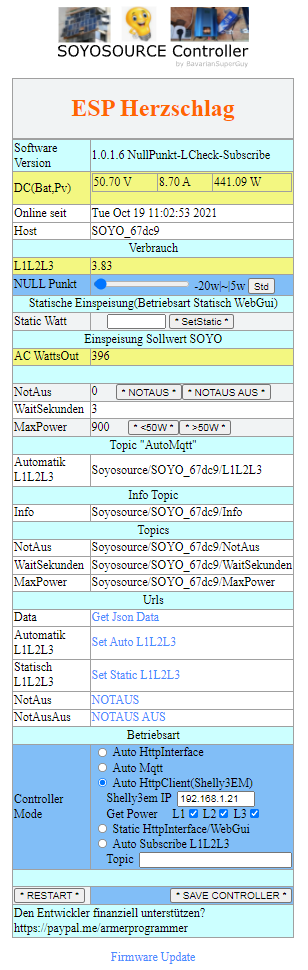 SOYOSOURCE Controller
by BavarianSuperGuy
ESP Herzschlag
Software Version 1.0.1.6 NullPunkt-LCheck-Subscribe
DC(Bat,Pv) 50.70 V 8.70 A 441.09 W
Online seit Tue Oct 19 11:02:53 2021
Host SOYO_67dc9
Verbrauch
L1L2L3 3.83
NULL Punkt -20w|~|5w Std
Statische Einspeisung(Betriebsart Statisch WebGui)
Static Watt * SetStatic *
Einspeisung Sollwert SOYO
AC WattsOut 396
NotAus 0 * NOTAUS * * NOTAUS AUS *
WaitSekunden 3
MaxPower 900 * <50W * * >50W *
Topic "AutoMqtt"
Automatik L1L2L3 Soyosource/SOYO_67dc9/L1L2L3
Info Topic
Info Soyosource/SOYO_67dc9/Info
Topics
NotAus Soyosource/SOYO_67dc9/NotAus
WaitSekunden Soyosource/SOYO_67dc9/WaitSekunden
MaxPower Soyosource/SOYO_67dc9/MaxPower
Urls
Data Get Json Data
Automatik L1L2L3 Set Auto L1L2L3
Statisch L1L2L3 Set Static L1L2L3
NotAus NOTAUS
NotAusAus NOTAUS AUS
Betriebsart
Controller Mode
Auto HttpInterface
Auto Mqtt
Auto HttpClient(Shelly3EM)
Shelly3em IP 192.168.1.21
Get Power L1 L2 L3
Static HttpInterface/WebGui
Auto Subscribe L1L2L3
Topic
* RESTART * * SAVE CONTROLLER *
Den Entwickler finanziell unterstützen?
https://paypal.me/armerprogrammer
Firmware Update